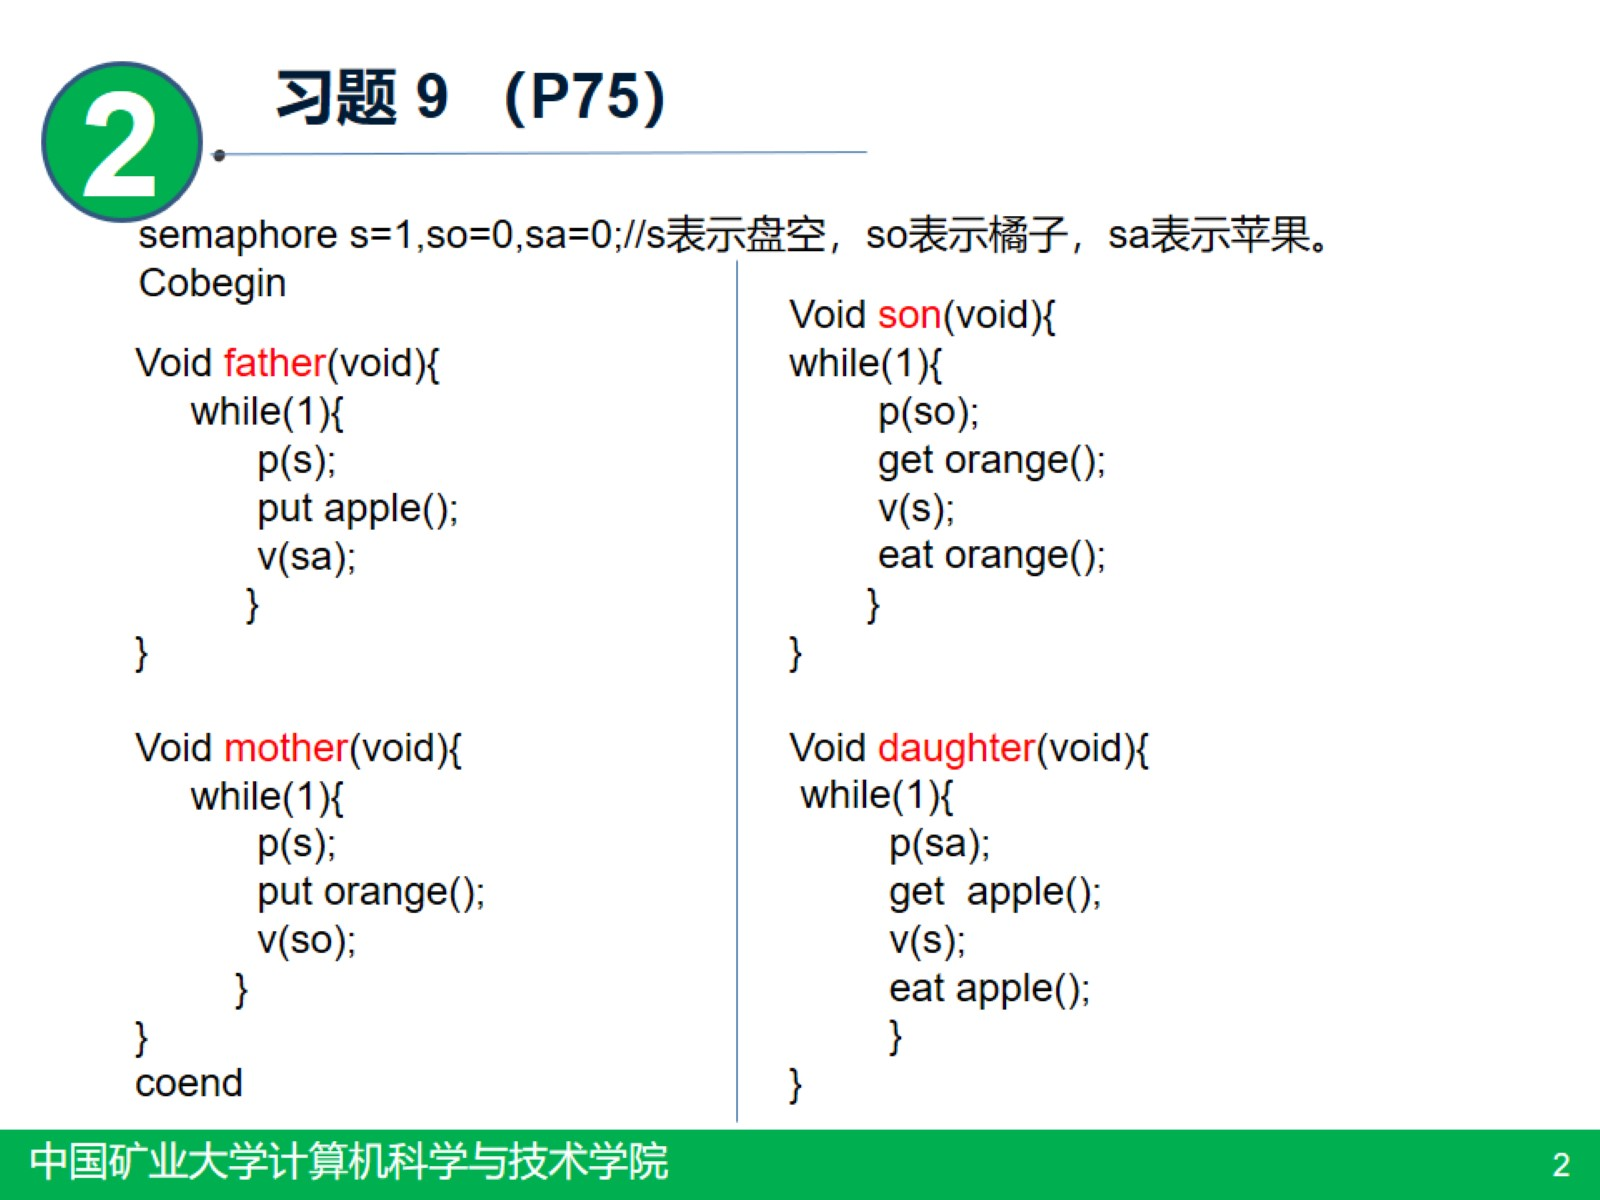 2
习题 9 （P75）
semaphore s=1,so=0,sa=0;//s表示盘空，so表示橘子，sa表示苹果。
Cobegin
Void father(void){
while(1){
p(s);
put apple();
v(sa);
}
}
Void mother(void){
while(1){
p(s);
put orange();
v(so);
}
}
coend
Void son(void){
while(1){
p(so);
get orange();
v(s);
eat orange();
}
}
Void daughter(void){
while(1){
p(sa);
get  apple();
v(s);
eat apple();
}
}
中国矿业大学计算机科学与技术学院
2